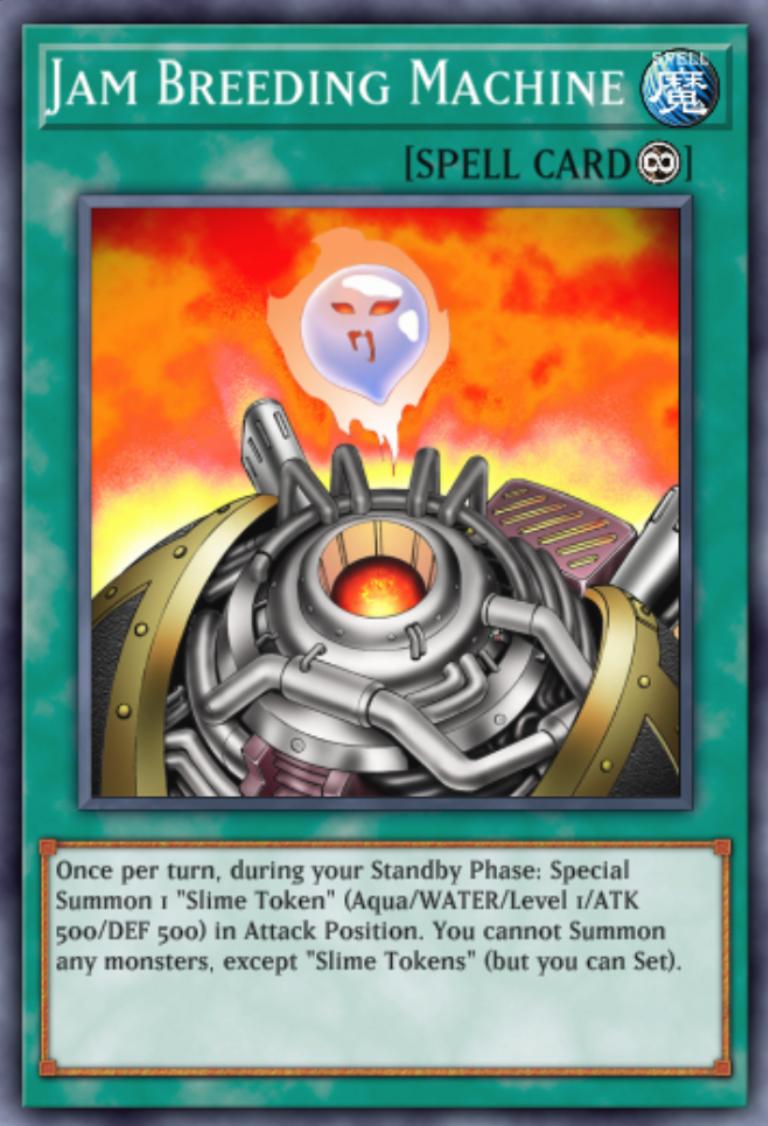 JAM BREEDING MACHINE
SPELL
魔
[SPELL CARD]
Once per turn, during your Standby Phase: Special
Summon 1 "Slime Token" (Aqua/WATER/Level 1/ATK
500/DEF 500) in Attack Position. You cannot Summon
any monsters, except "Slime Tokens" (but you can Set).